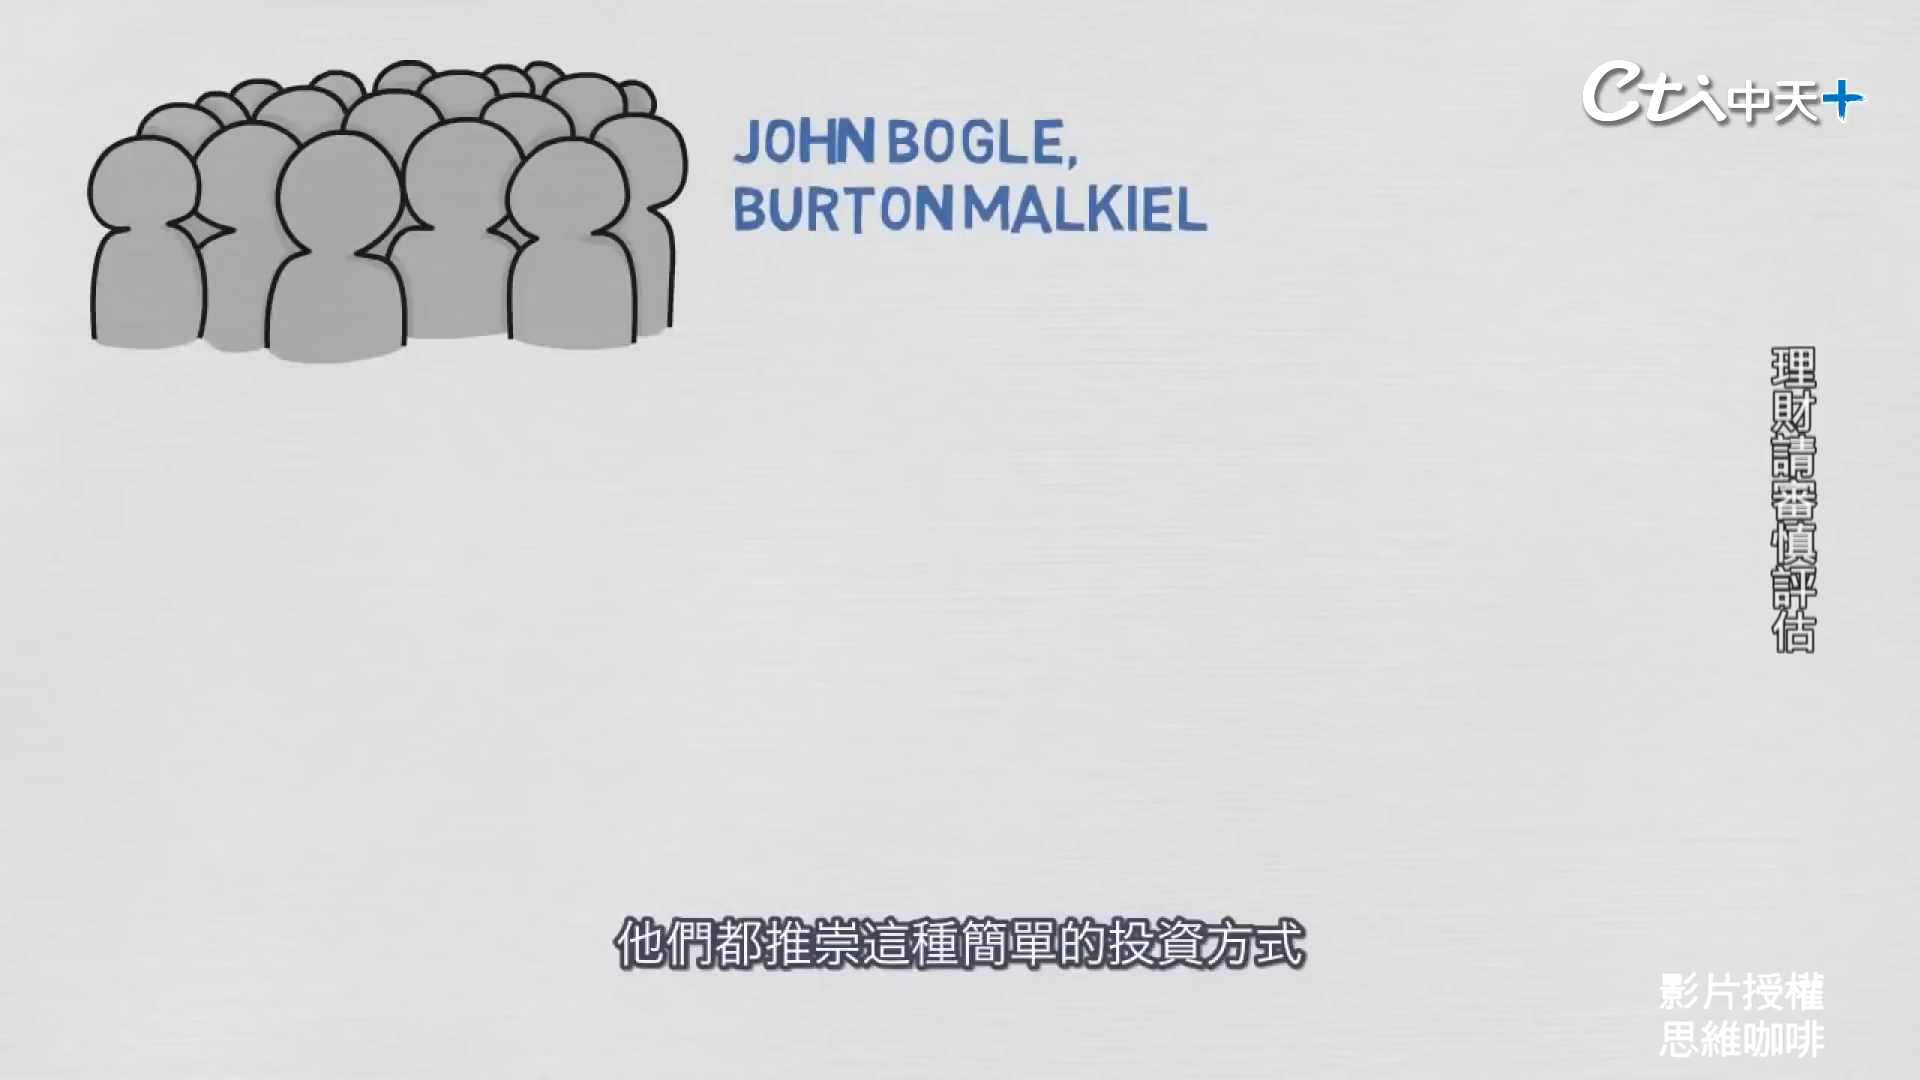 JOHN BOGLE,
BURTON MALKIEL
cti中天+
理財請審慎評估
他們都推崇這種簡單的投資方式
影片授權
思維咖啡